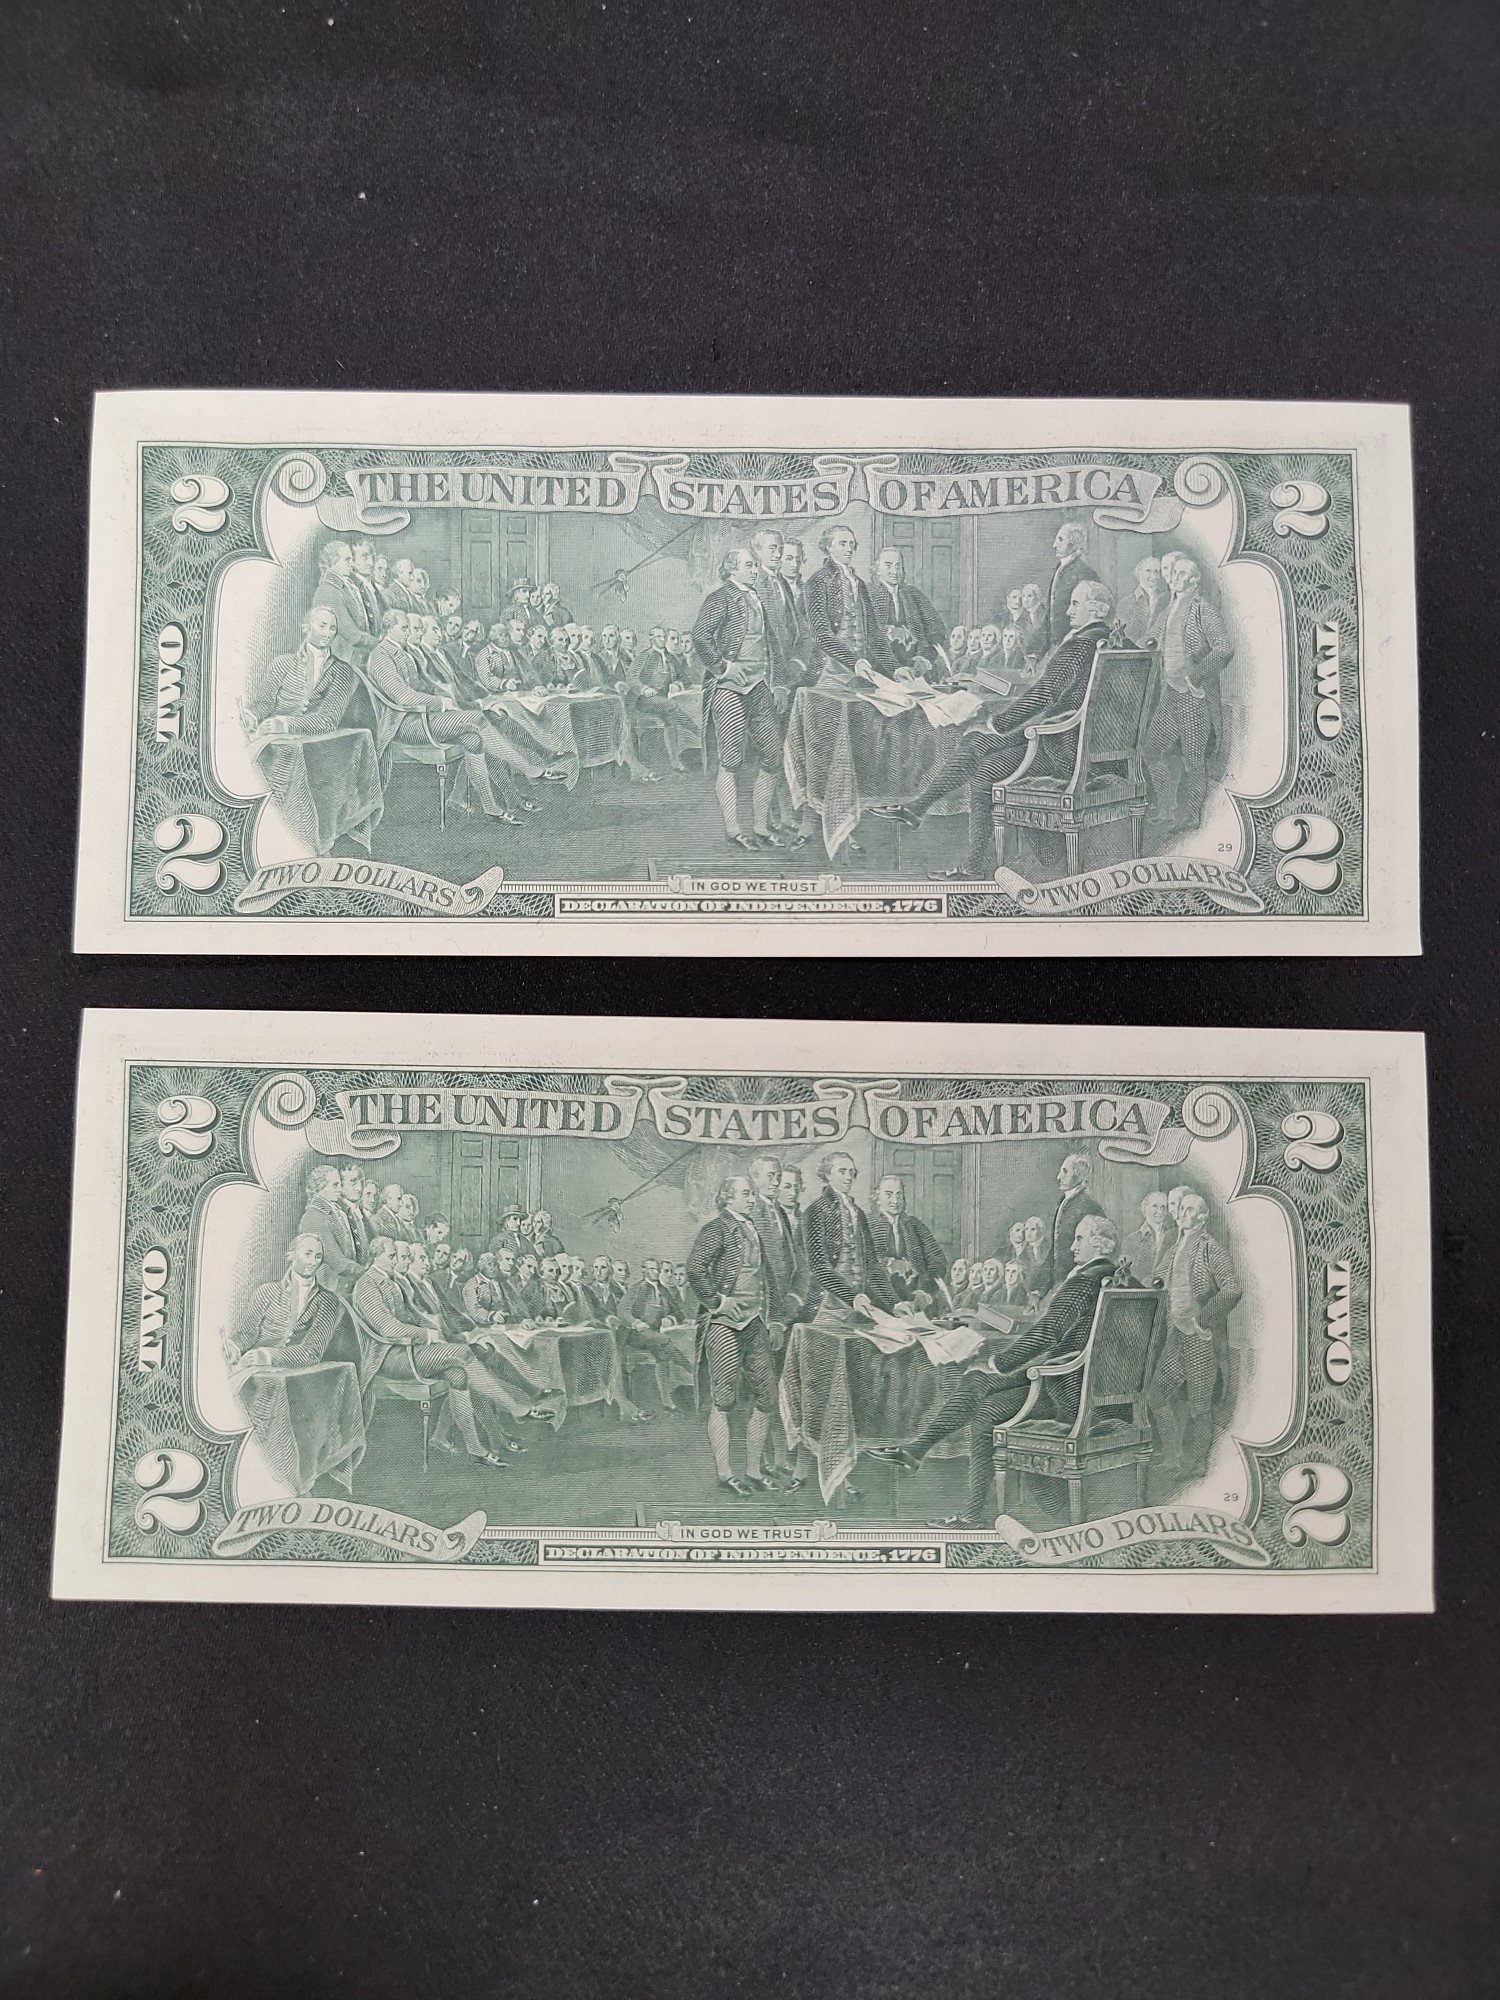 2 THE UNITED STATES OF AMERICA 2
TWO TWO
29
2 TWO DOLLARS IN GOD WE TRUST TWO DOLLARS 2
DECLARATION OF INDEPENDENCE, 1776
2 THE UNITED STATES OF AMERICA 2
TWO TWO
29
2 TWO DOLLARS IN GOD WE TRUST TWO DOLLARS 2
DECLARATION OF INDEPENDENCE, 1776